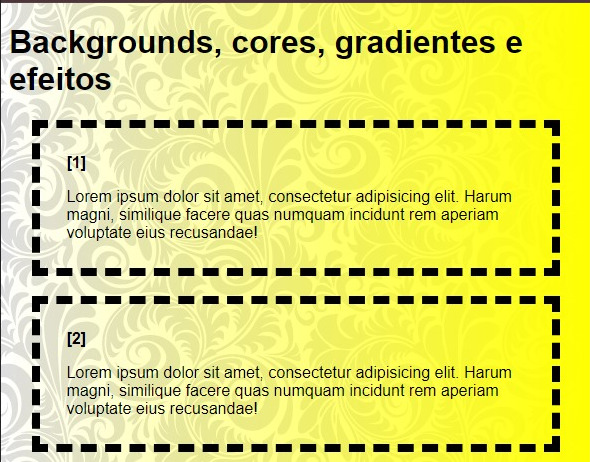 Backgrounds, cores, gradientes e
efeitos
[1]
Lorem ipsum dolor sit amet, consectetur adipisicing elit. Harum
magni, similique facere quas numquam incidunt rem aperiam
voluptate eius recusandae!
[2]
Lorem ipsum dolor sit amet, consectetur adipisicing elit. Harum
magni, similique facere quas numquam incidunt rem aperiam
voluptate eius recusandae!